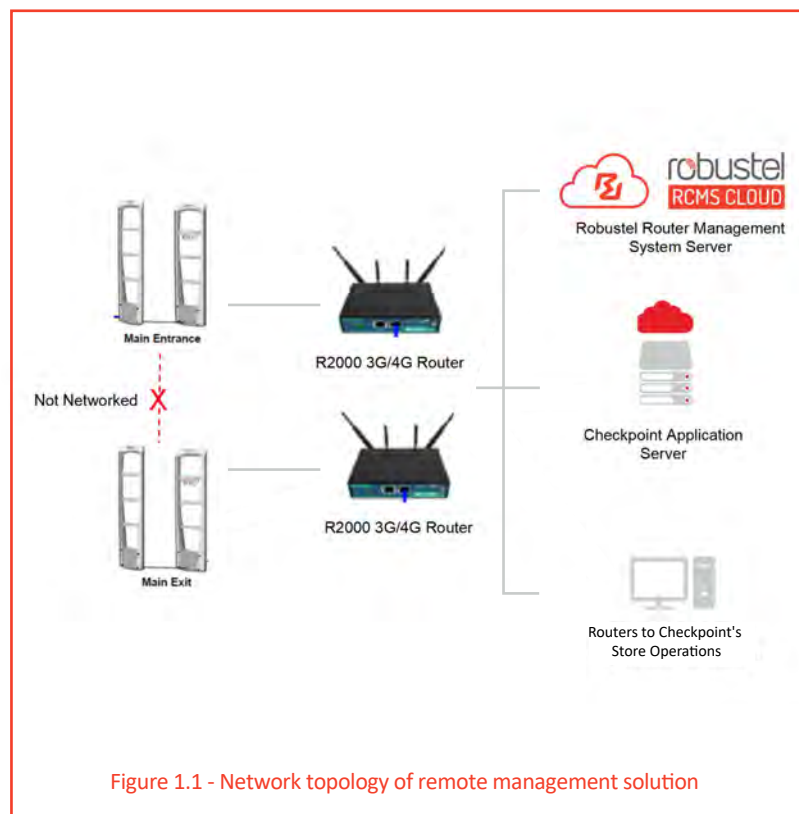 robustel
RCMS CLOUD
Robustel Router Management
System Server
Main Entrance
R2000 3G/4G Router
Not Networked X
Checkpoint Application
Server
R2000 3G/4G Router
Main Exit
Routers to Checkpoint's
Store Operations
Figure 1.1 - Network topology of remote management solution